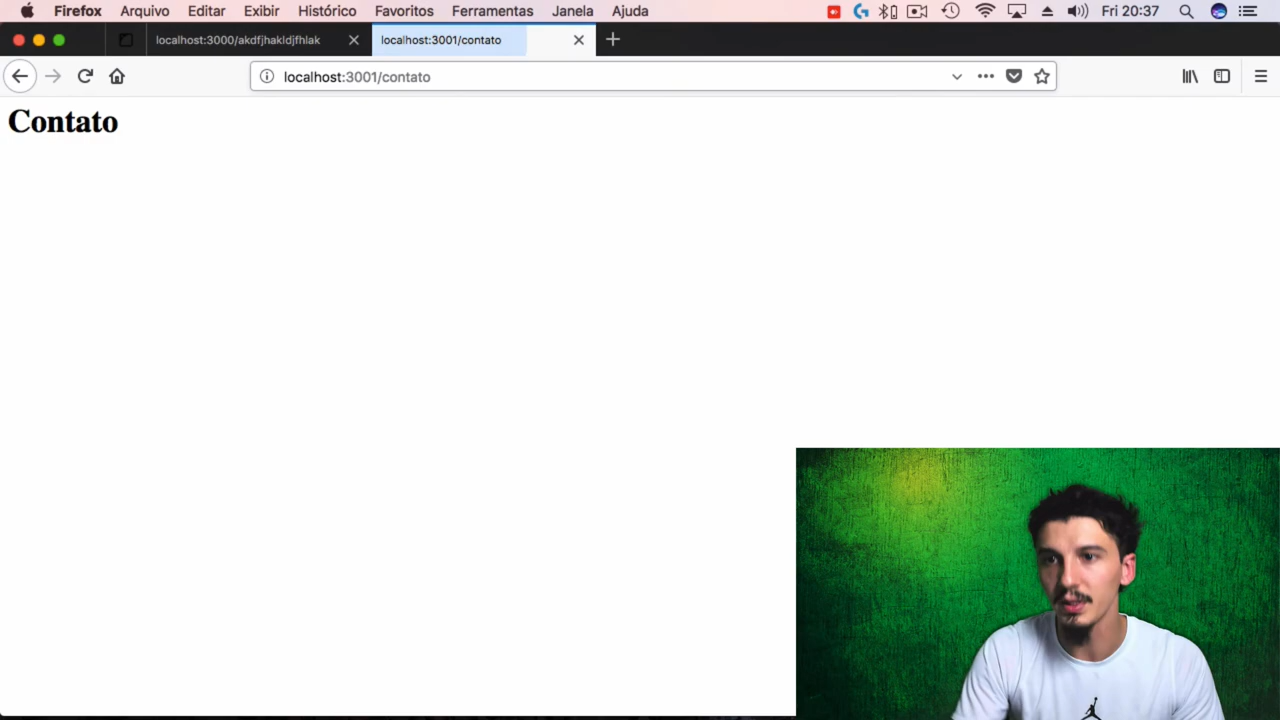 Firefox Arquivo Editar Exibir Histórico Favoritos Ferramentas Janela Ajuda Fri 20:37
localhost:3000/akdfjhakldjfhlak localhost:3001/contato
localhost:3001/contato
Contato